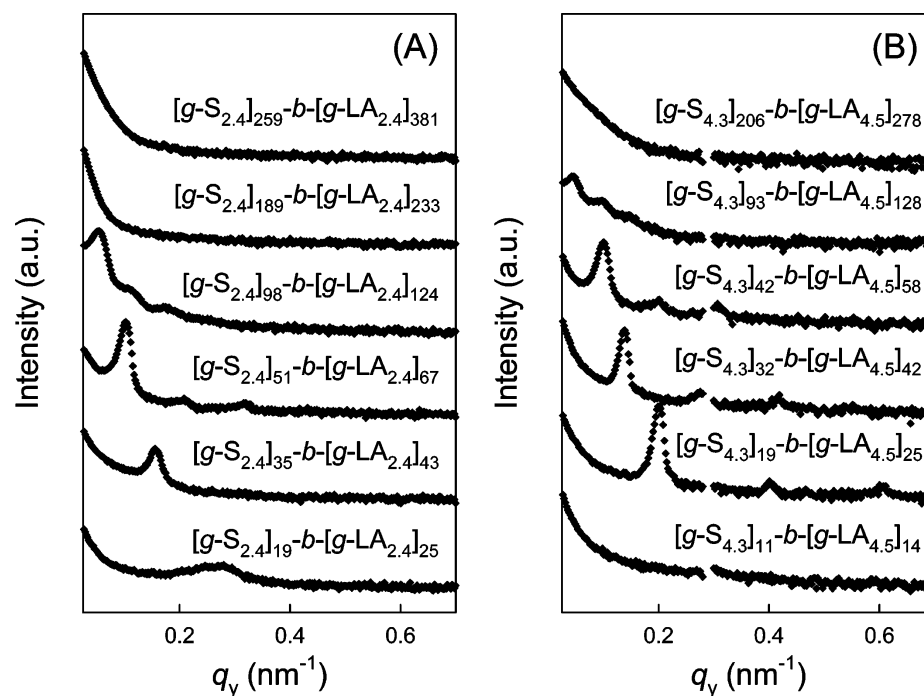 (A)
[g-S2.4]259-b-[g-LA2.4]381
[g-S2.4]189-b-[g-LA2.4]233
[g-S2.4]98-b-[g-LA2.4]124
[g-S2.4]51-b-[g-LA2.4]67
[g-S2.4]35-b-[g-LA2.4]43
[g-S2.4]19-b-[g-LA2.4]25
Intensity (a.u.)
0.2 0.4 0.6
qy (nm-1)
(B)
[g-S4.3]206-b-[g-LA4.5]278
[g-S4.3]93-b-[g-LA4.5]128
[g-S4.3]42-b-[g-LA4.5]58
[g-S4.3]32-b-[g-LA4.5]42
[g-S4.3]19-b-[g-LA4.5]25
[g-S4.3]11-b-[g-LA4.5]14
Intensity (a.u.)
0.2 0.4 0.6
qy (nm-1)